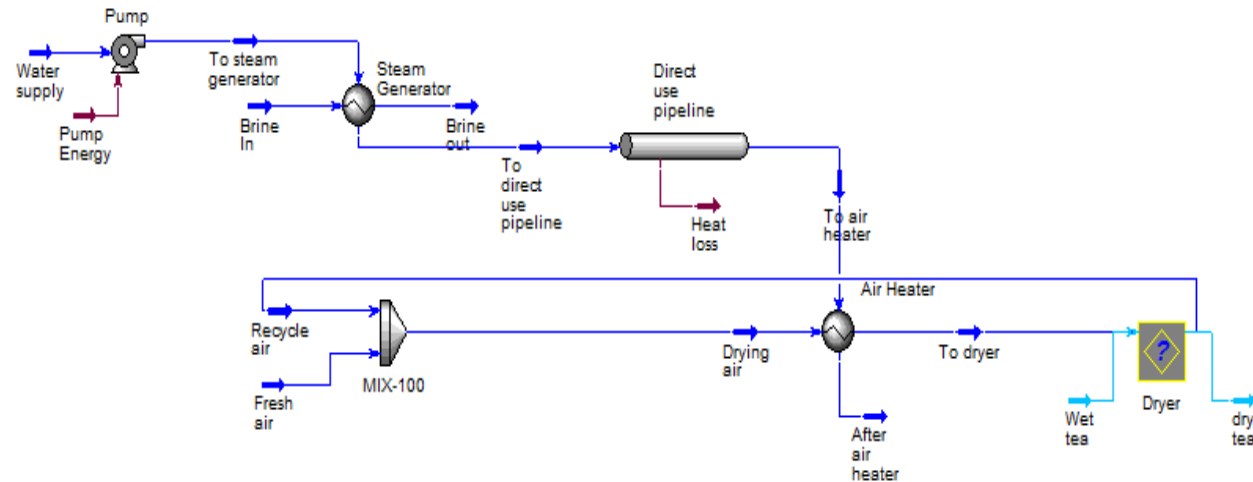 Pump
Water
supply
Pump
Energy
To steam
generator
Steam
Generator
Brine
In
Brine
out
To
direct
use
pipeline
Direct
use
pipeline
Heat
loss
To air
heater
Recycle
air
Fresh
air
MIX-100
Drying
air
Air Heater
After
air
heater
To dryer
Wet
tea
?
Dryer
dry
tea